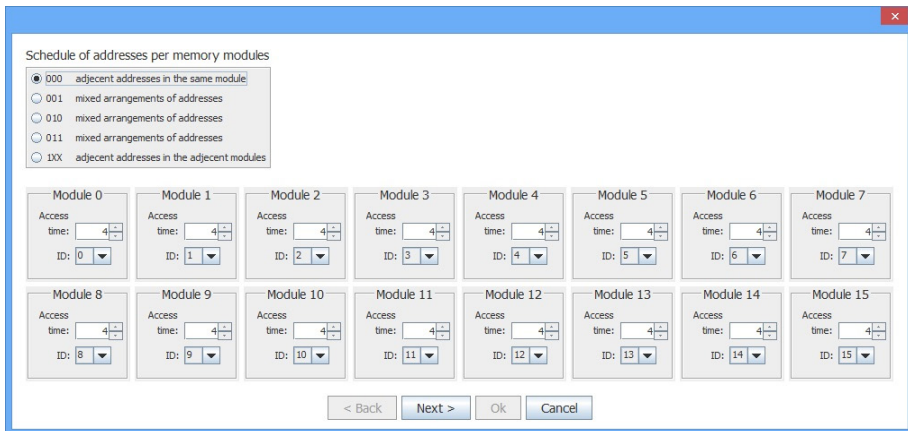 Schedule of addresses per memory modules
000 adjecent addresses in the same module
001 mixed arrangements of addresses
010 mixed arrangements of addresses
011 mixed arrangements of addresses
1XX adjecent addresses in the adjecent modules
Module 0 Module 1 Module 2 Module 3 Module 4 Module 5 Module 6 Module 7
Access Access Access Access Access Access Access Access
time: 4 time: 4 time: 4 time: 4 time: 4 time: 4 time: 4 time: 4
ID: 0 ID: 1 ID: 2 ID: 3 ID: 4 ID: 5 ID: 6 ID: 7
Module 8 Module 9 Module 10 Module 11 Module 12 Module 13 Module 14 Module 15
Access Access Access Access Access Access Access Access
time: 4 time: 4 time: 4 time: 4 time: 4 time: 4 time: 4 time: 4
ID: 8 ID: 9 ID: 10 ID: 11 ID: 12 ID: 13 ID: 14 ID: 15
< Back Next > Ok Cancel